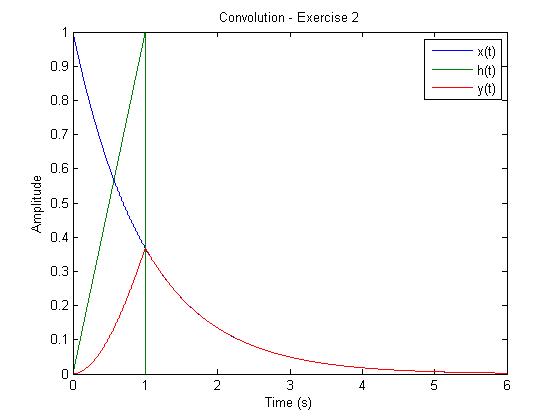 Convolution - Exercise 2
x(t)
h(t)
y(t)
1
0.9
0.8
0.7
0.6
0.5
0.4
0.3
0.2
0.1
0
Amplitude
0 1 2 3 4 5 6
Time (s)